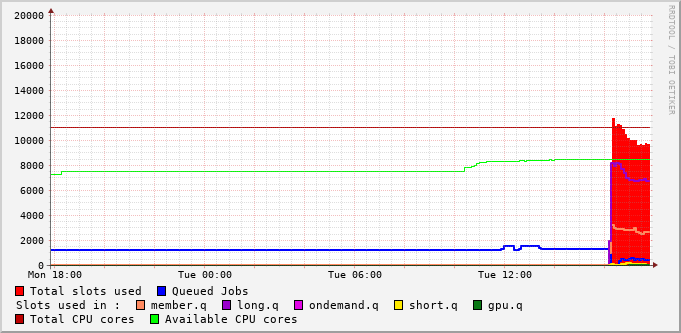 20000
18000
16000
14000
12000
10000
8000
6000
4000
2000
0
Mon 18:00 Tue 00:00 Tue 06:00 Tue 12:00
Total slots used Queued Jobs
Slots used in : member.q long.q ondemand.q short.q gpu.q
Total CPU cores Available CPU cores
RRDTOOL / TOBI OETIKER